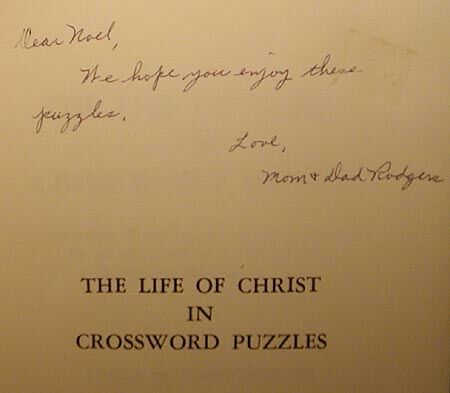 Dear Noel,
We hope you enjoy these
puzzles.
Love,
Mom & Dad Rodgers
THE LIFE OF CHRIST
IN
CROSSWORD PUZZLES